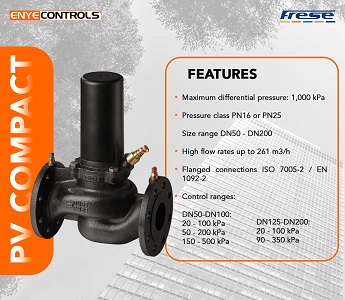 ENYECONTROLS
Frese
PV COMPACT
FEATURES
• Maximum differential pressure: 1,000 kPa
• Pressure class PN16 or PN25
Size range DN50 - DN200
• High flow rates up to 261 m3/h
• Flanged connections ISO 7005-2 / EN
1092-2
• Control ranges:
DN50-DN100:
20 - 100 kPa
50 - 200 kPa
150 - 500 kPa
DN125-DN200:
20 - 100 kPa
90 - 350 kPa